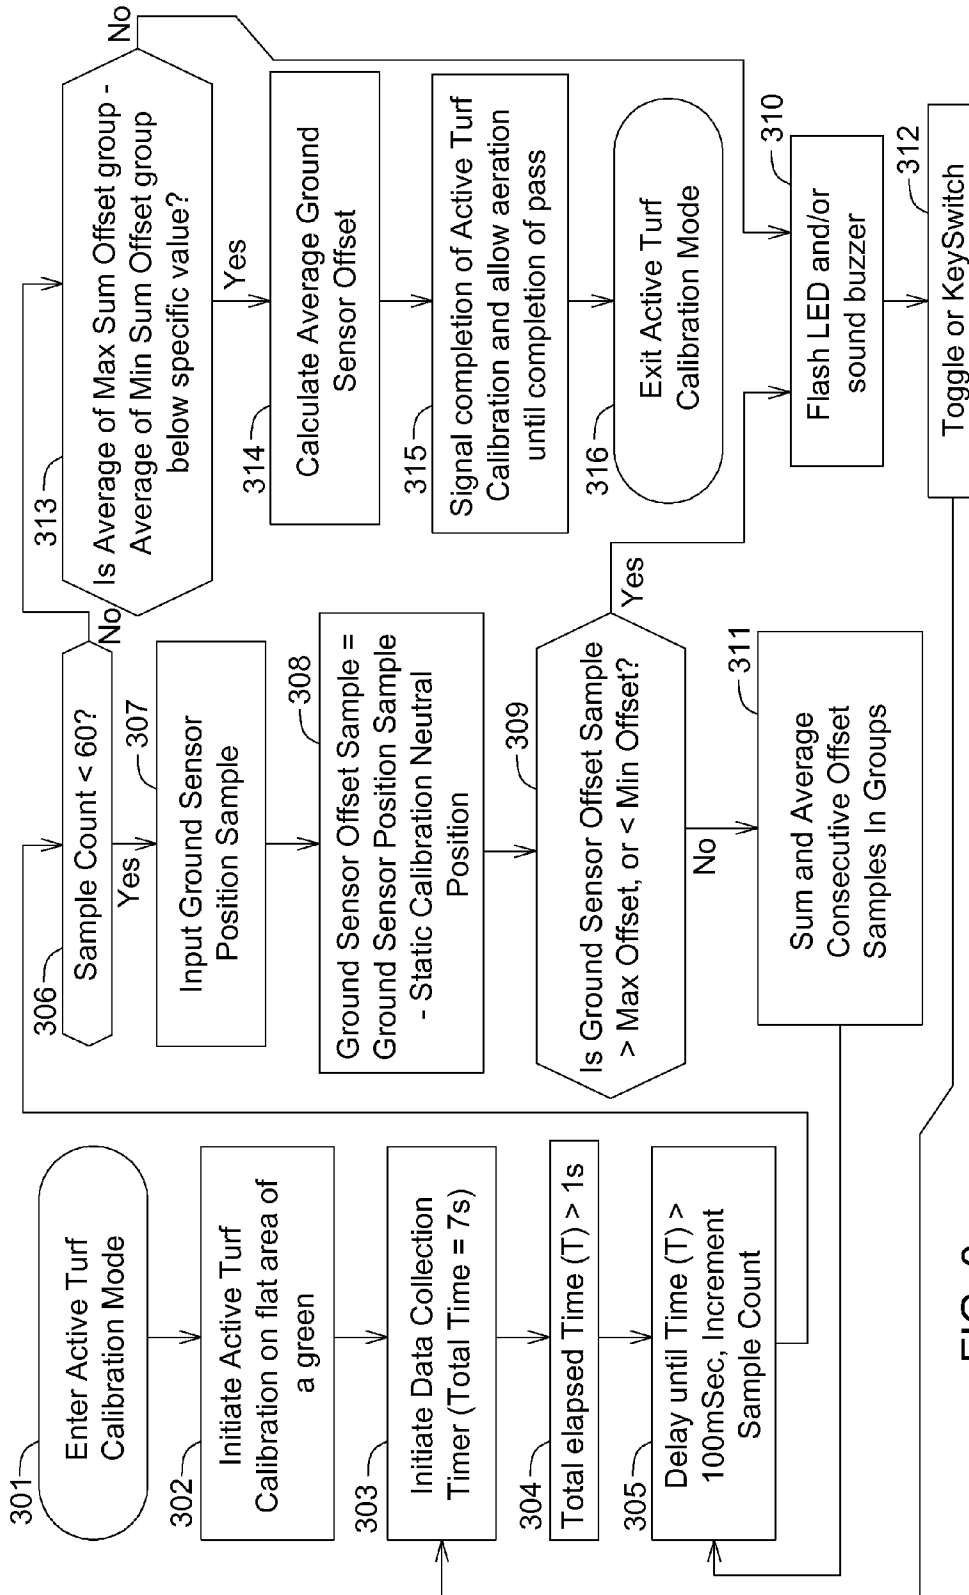 301
Enter Active Turf
Calibration Mode
302
Initiate Active Turf
Calibration on flat area of
a green
303
Initiate Data Collection
Timer (Total Time = 7s)
304
Total elapsed Time (T) > 1s
305
Delay until Time (T) >
100mSec, Increment
Sample Count
306
Sample Count < 60?
No
Yes
307
Input Ground Sensor
Position Sample
308
Ground Sensor Offset Sample =
Ground Sensor Position Sample
- Static Calibration Neutral
Position
309
Is Ground Sensor Offset Sample
> Max Offset, or < Min Offset?
Yes
No
311
Sum and Average
Consecutive Offset
Samples In Groups
313
Is Average of Max Sum Offset group -
Average of Min Sum Offset group
below specific value?
No
Yes
314
Calculate Average Ground
Sensor Offset
315
Signal completion of Active Turf
Calibration and allow aeration
until completion of pass
316
Exit Active Turf
Calibration Mode
310
Flash LED and/or
sound buzzer
312
Toggle or KeySwitch